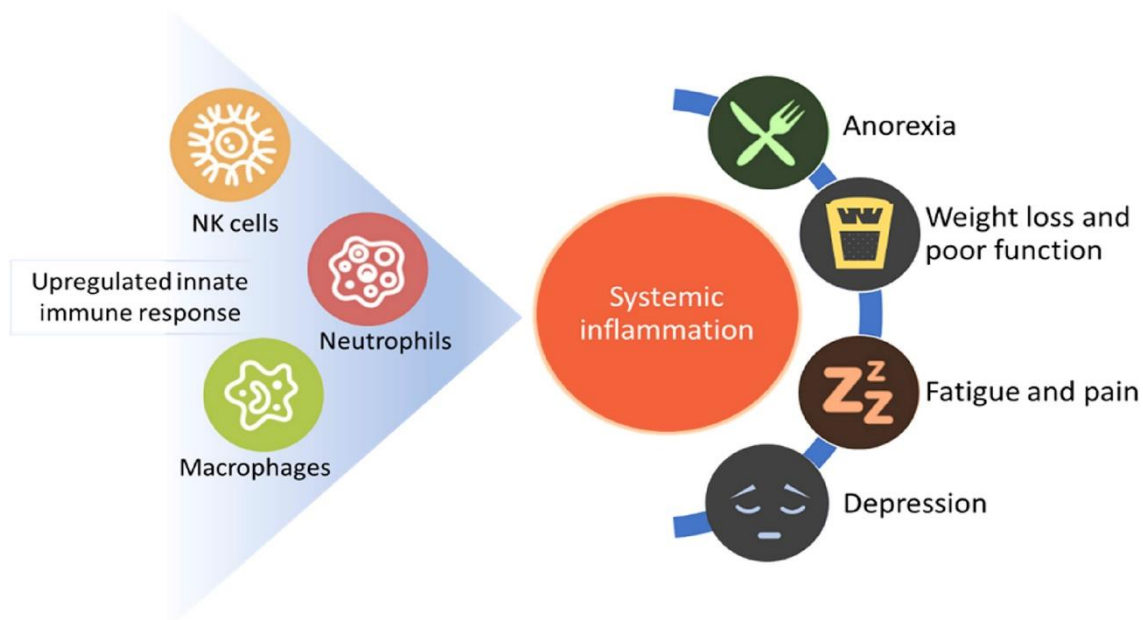 NK cells
Upregulated innate
immune response
Neutrophils
Macrophages
Systemic
inflammation
Anorexia
Weight loss and
poor function
Fatigue and pain
Depression